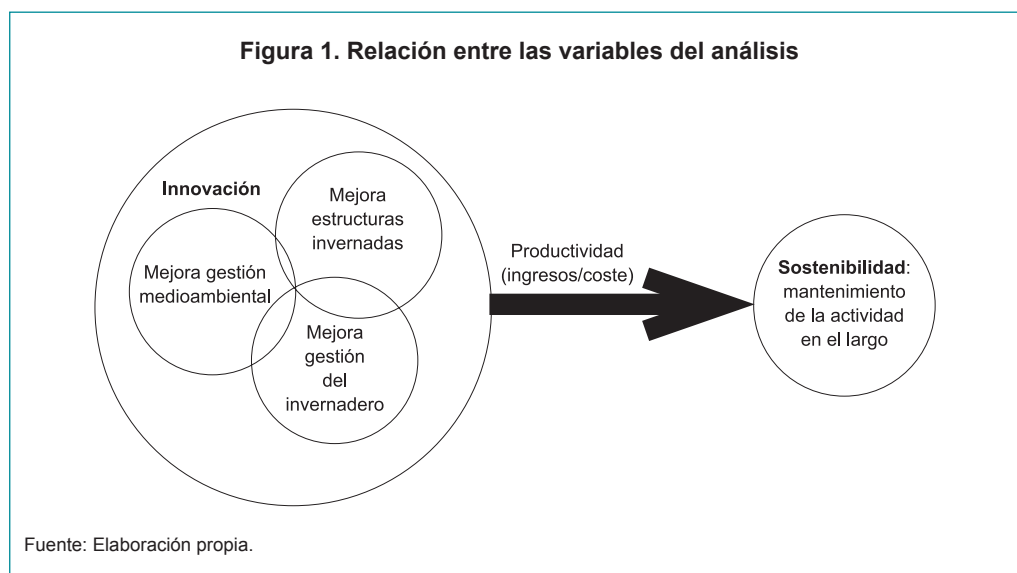 Figura 1. Relación entre las variables del análisis
Innovación
Mejora
estructuras
invernadas
Mejora gestión
medioambiental
Mejora
gestión
del
invernadero
Productividad
(ingresos/coste)
Sostenibilidad:
mantenimiento
de la actividad
en el largo
Fuente: Elaboración propia.